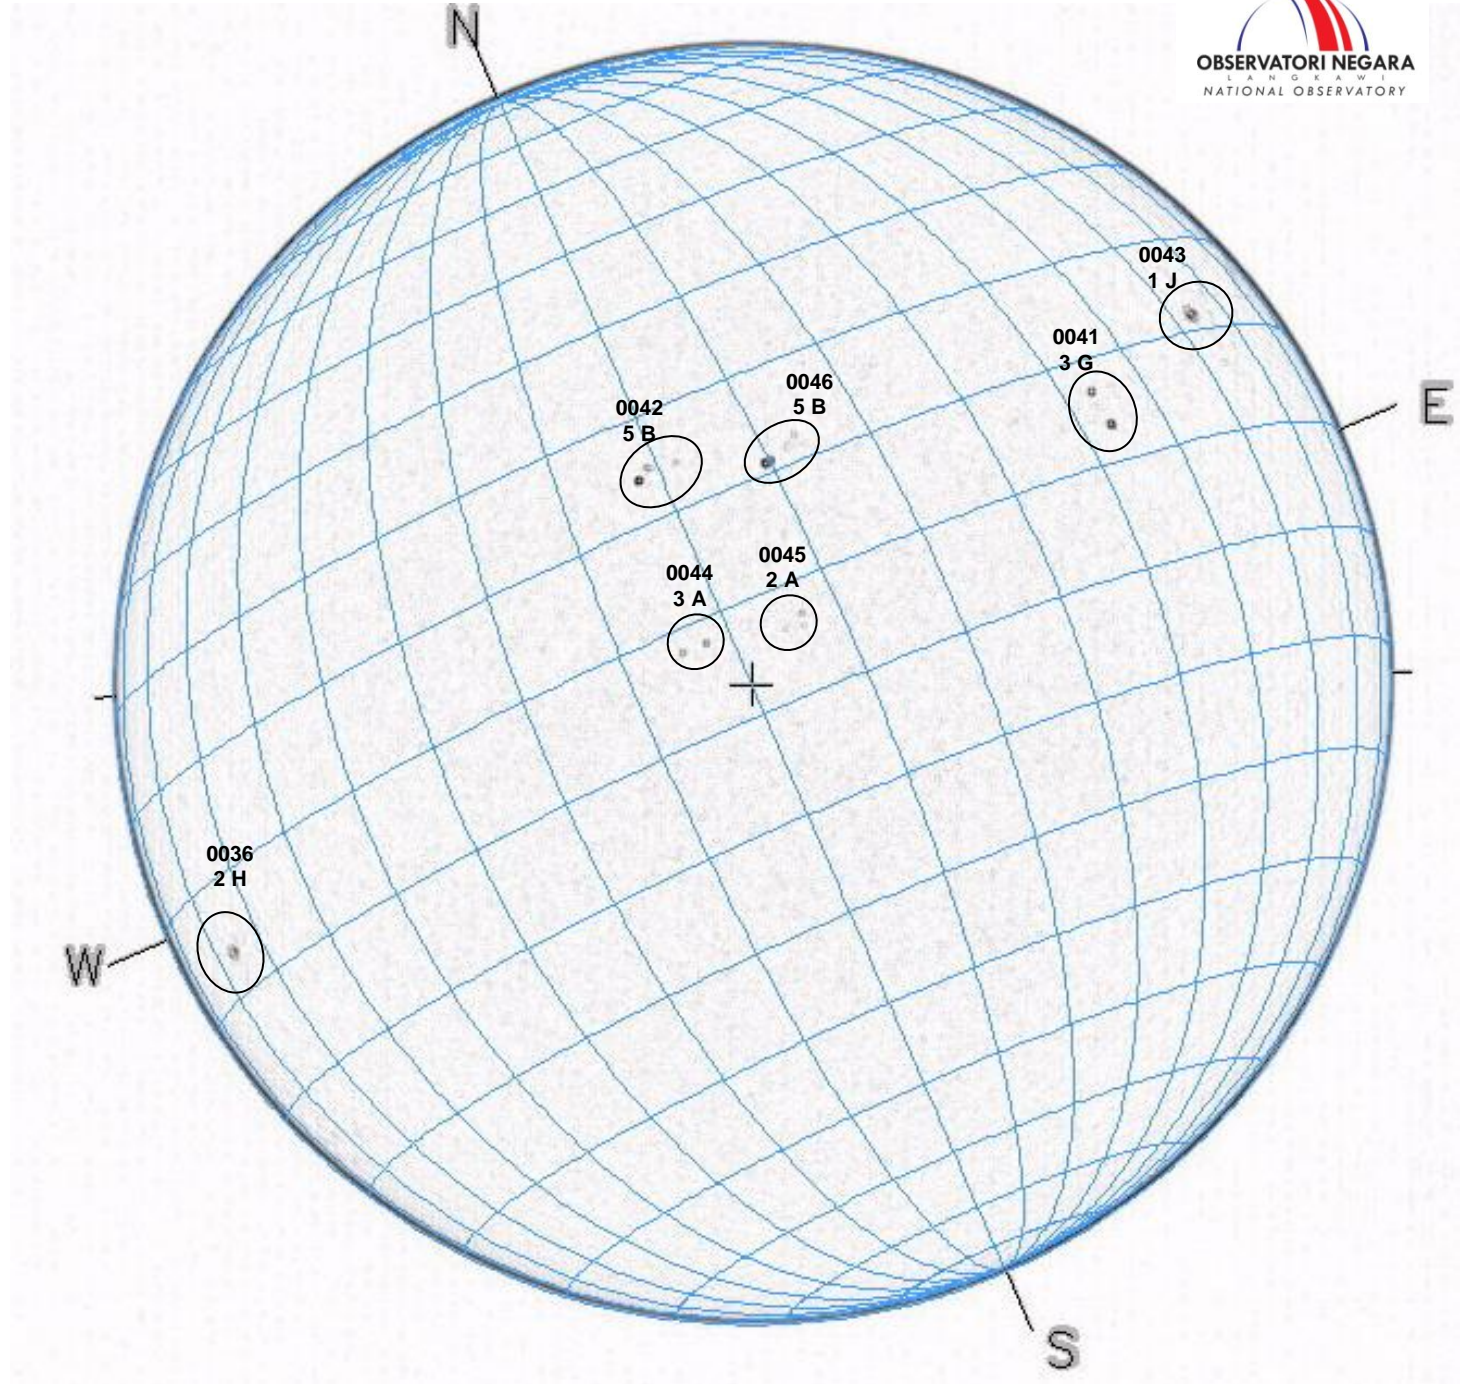 N
OBSERVATORI NEGARA
LANGKAWI
NATIONAL OBSERVATORY
0043
1 J
0041
3 G
0046
5 B
E
0042
5 B
0045
2 A
0044
3 A
0036
2 H
W
S